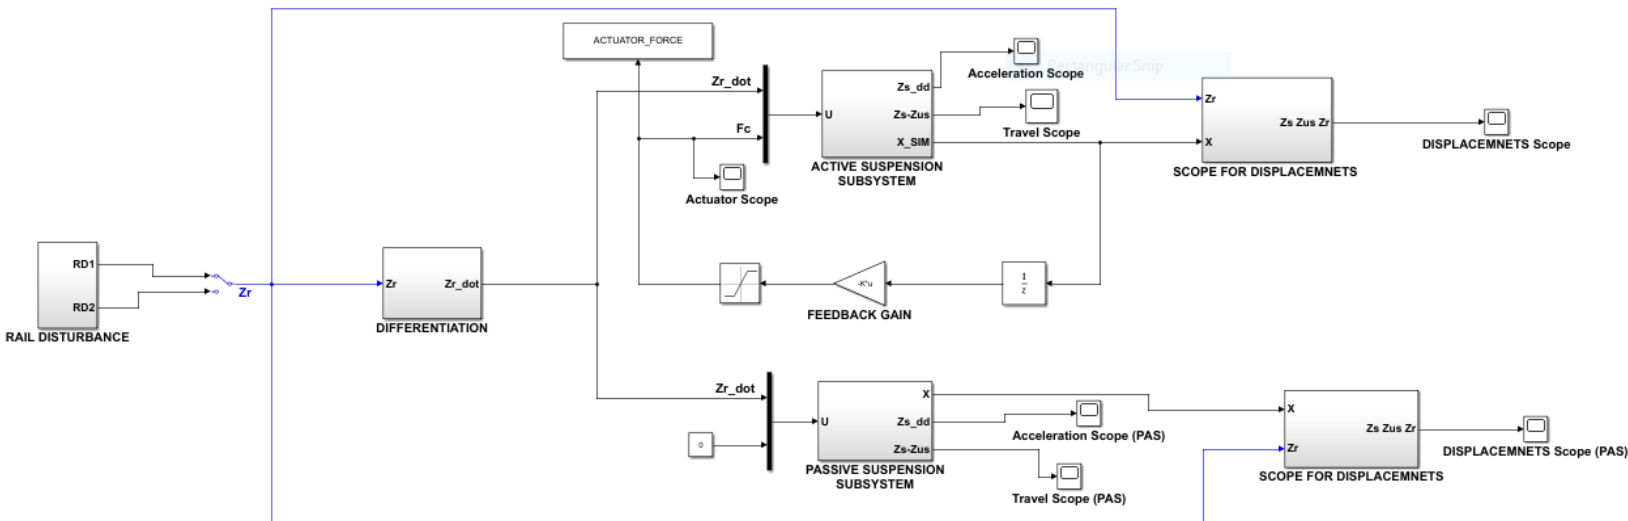 ACTUATOR_FORCE
Rectangular Snip
Zr_dot
Fc
U
Zs_dd
Zs-Zus
X_SIM
ACTIVE SUSPENSION
SUBSYSTEM
Acceleration Scope
Travel Scope
Actuator Scope
Zr
X
Zs Zus Zr
SCOPE FOR DISPLACEMNETS
DISPLACEMNETS Scope
RD1
RD2
RAIL DISTURBANCE
Zr
Zr
Zr_dot
DIFFERENTIATION
-K*u
FEEDBACK GAIN
1
z
Zr_dot
0
U
X
Zs_dd
Zs-Zus
PASSIVE SUSPENSION
SUBSYSTEM
Acceleration Scope (PAS)
Travel Scope (PAS)
X
Zr
Zs Zus Zr
SCOPE FOR DISPLACEMNETS
DISPLACEMNETS Scope (PAS)